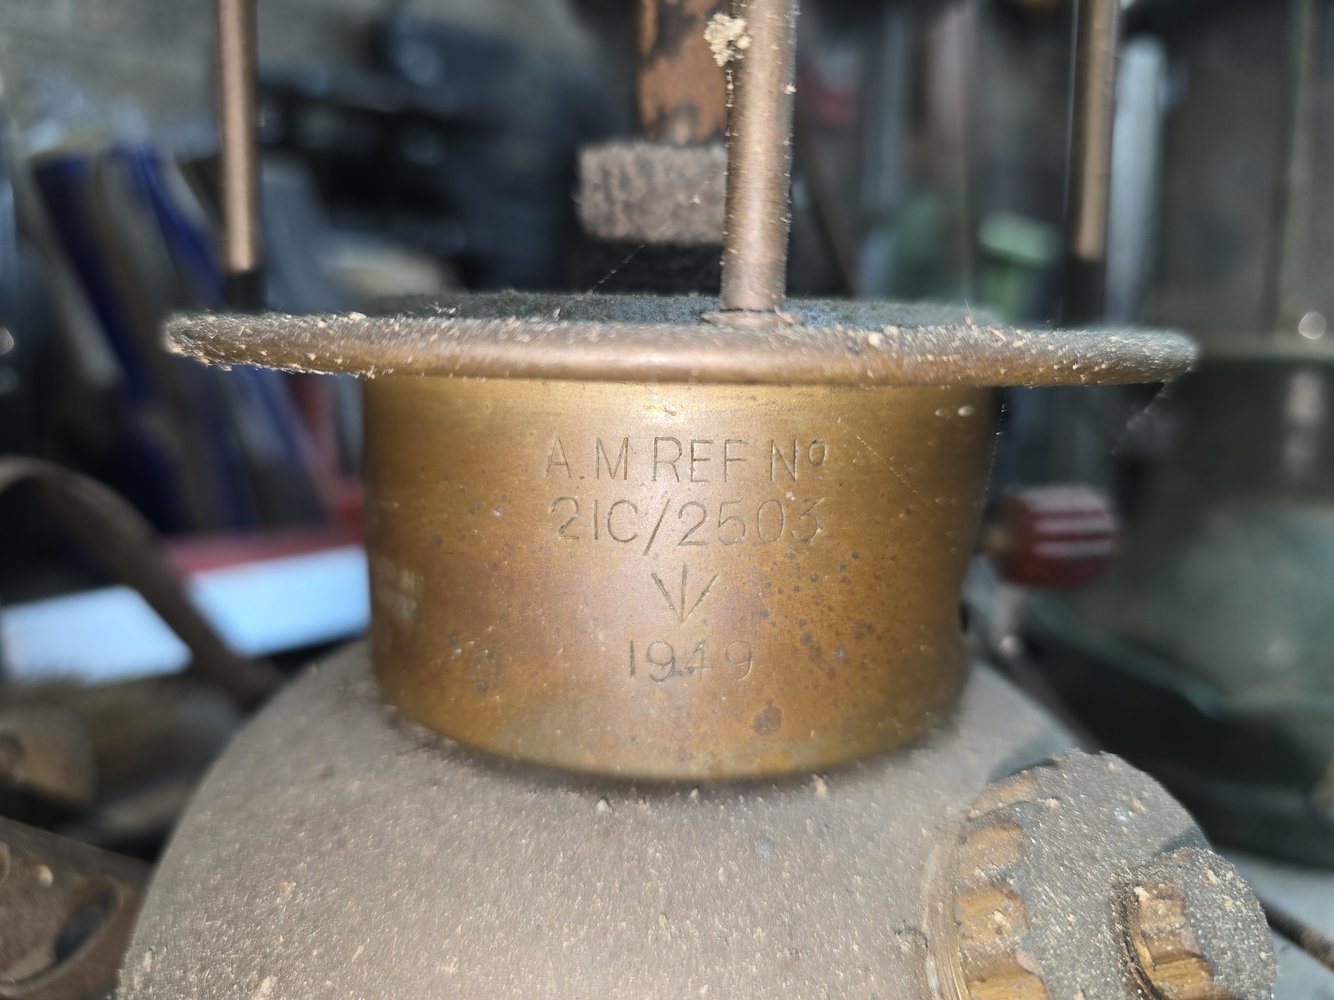 A.M REF Nº
21C/2503
1949